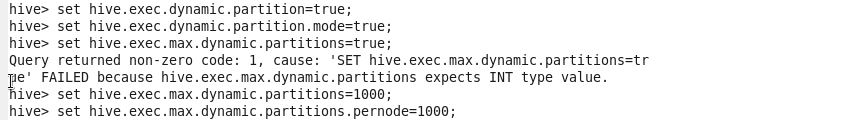 hive> set hive.exec.dynamic.partition=true;
hive> set hive.exec.dynamic.partition.mode=true;
hive> set hive.exec.max.dynamic.partitions=true;
Query returned non-zero code: 1, cause: 'SET hive.exec.max.dynamic.partitions=tr
ue' FAILED because hive.exec.max.dynamic.partitions expects INT type value.
hive> set hive.exec.max.dynamic.partitions=1000;
hive> set hive.exec.max.dynamic.partitions.pernode=1000;